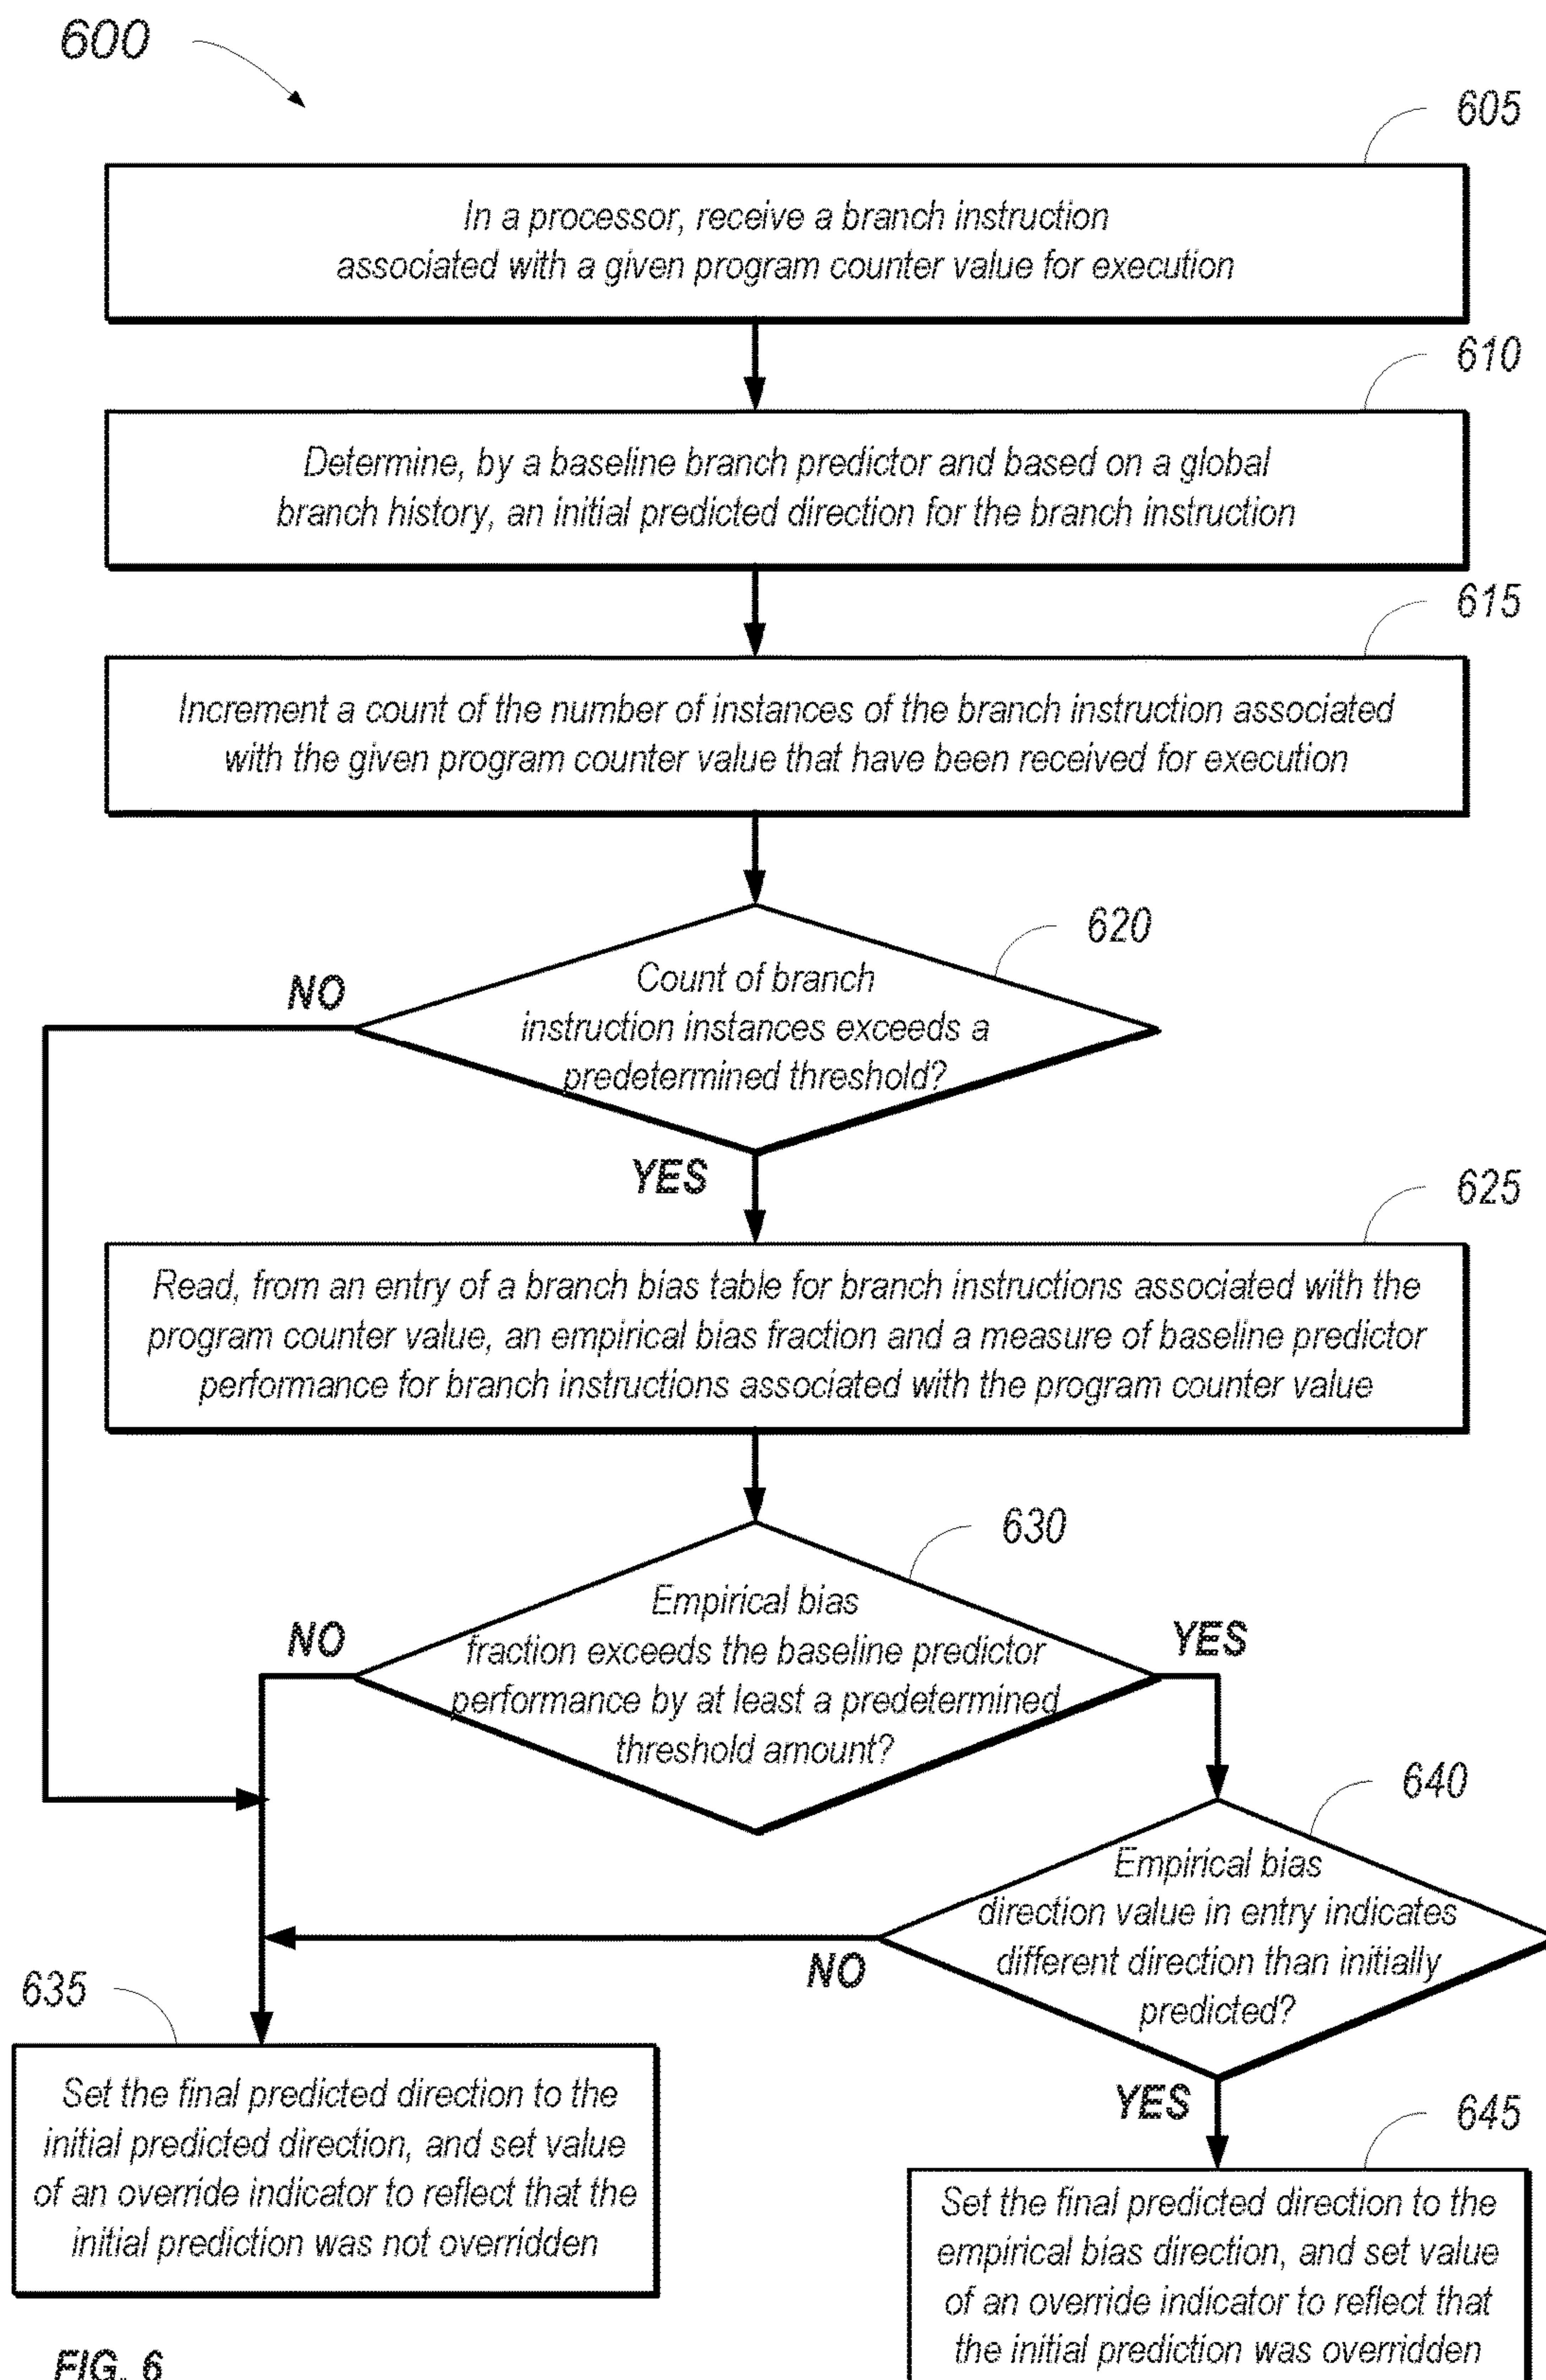 600
605
In a processor, receive a branch instruction
associated with a given program counter value for execution
610
Determine, by a baseline branch predictor and based on a global
branch history, an initial predicted direction for the branch instruction
615
Increment a count of the number of instances of the branch instruction associated
with the given program counter value that have been received for execution
620
Count of branch
instruction instances exceeds a
predetermined threshold?
NO
YES
625
Read, from an entry of a branch bias table for branch instructions associated with the
program counter value, an empirical bias fraction and a measure of baseline predictor
performance for branch instructions associated with the program counter value
630
Empirical bias
fraction exceeds the baseline predictor
performance by at least a predetermined
threshold amount?
NO
YES
640
Empirical bias
direction value in entry indicates
different direction than initially
predicted?
NO
YES
635
Set the final predicted direction to the
initial predicted direction, and set value
of an override indicator to reflect that the
initial prediction was not overridden
645
Set the final predicted direction to the
empirical bias direction, and set value
of an override indicator to reflect that
the initial prediction was overridden
FIG. 6